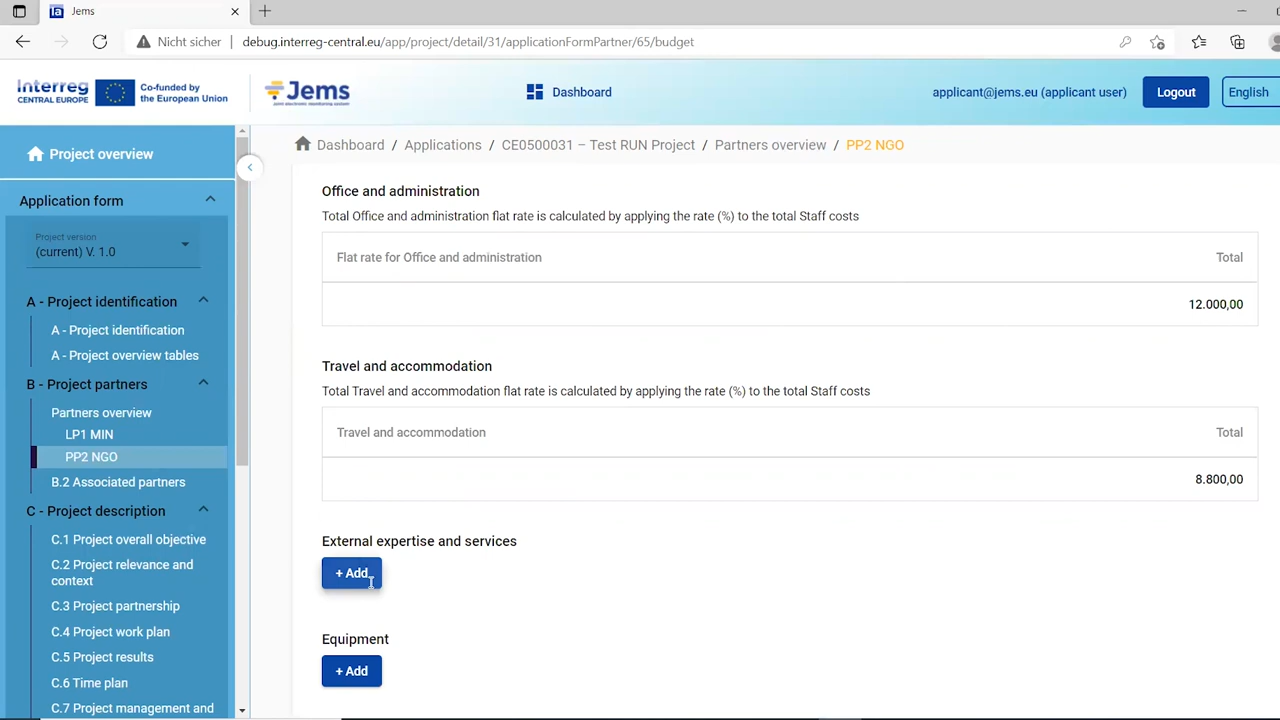 Jems
Nicht sicher
debug.interreg-central.eu/app/project/detail/31/applicationFormPartner/65/budget
Interreg
CENTRAL EUROPE
Co-funded by
the European Union
Jems
Dashboard
applicant@jems.eu (applicant user)
Logout
English
Project overview
Dashboard / Applications / CE0500031 – Test RUN Project / Partners overview / PP2 NGO
Application form
Project version
(current) V. 1.0
A - Project identification
A - Project identification
A - Project overview tables
B - Project partners
Partners overview
LP1 MIN
PP2 NGO
B.2 Associated partners
C - Project description
C.1 Project overall objective
C.2 Project relevance and
context
C.3 Project partnership
C.4 Project work plan
C.5 Project results
C.6 Time plan
C.7 Project management and
Office and administration
Total Office and administration flat rate is calculated by applying the rate (%) to the total Staff costs
Flat rate for Office and administration Total
12.000,00
Travel and accommodation
Total Travel and accommodation flat rate is calculated by applying the rate (%) to the total Staff costs
Travel and accommodation Total
8.800,00
External expertise and services
+ Add
Equipment
+ Add